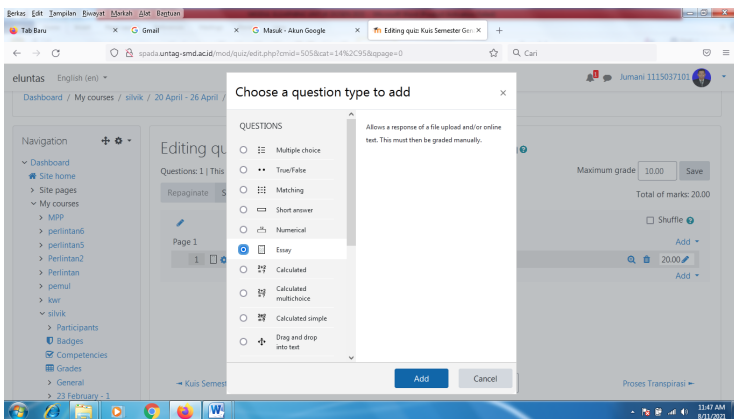 Berkas Edit Tampilan Riwayat Markah Alat Bantuan
Tab Baru × Gmail × Masuk - Akun Google × Editing quiz: Kuis Semester Gen × +
spada.untag-smd.ac.id/mod/quiz/edit.php?cmid=505&cat=14%2C95&qpage=0 Cari
eluntas English (en) Jumani 1115037101
Dashboard / My courses / silvik / 20 April - 26 April /
Choose a question type to add ×
QUESTIONS
Multiple choice
True/False
Matching
Short answer
Numerical
Essay
Calculated
Calculated
multichoice
Calculated simple
Drag and drop
into text
Allows a response of a file upload and/or online
text. This must then be graded manually.
Add Cancel
Navigation
Dashboard
Site home
Site pages
My courses
MPP
perlintan6
perlintan5
Perlintan2
Perlintan
pemul
kwr
silvik
Participants
Badges
Competencies
Grades
General
23 February - 1
Editing qu
Questions: 1 | This
Maximum grade 10.00 Save
Repaginate S
Total of marks: 20.00
Shuffle
Page 1 Add
1 20.00
Add
Kuis Semest
Proses Transpirasi
11:47 AM
8/11/2021